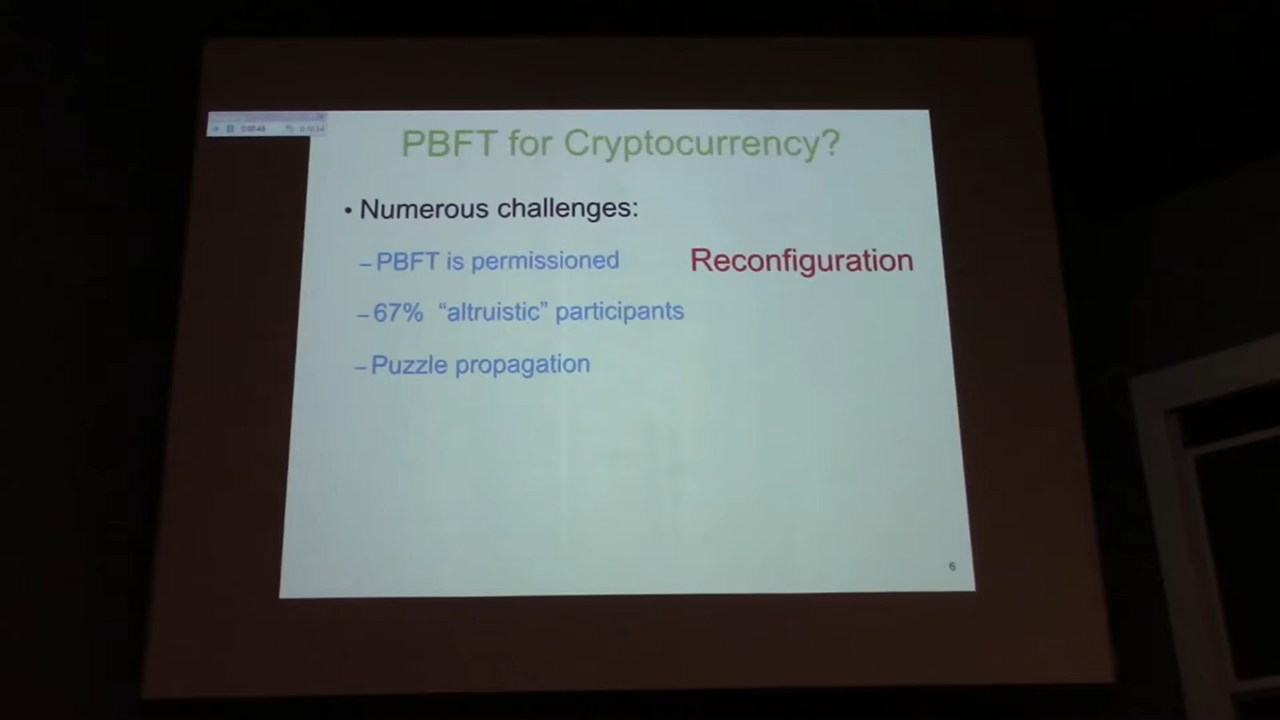 PBFT for Cryptocurrency?
• Numerous challenges:
– PBFT is permissioned Reconfiguration
– 67% “altruistic” participants
– Puzzle propagation
6